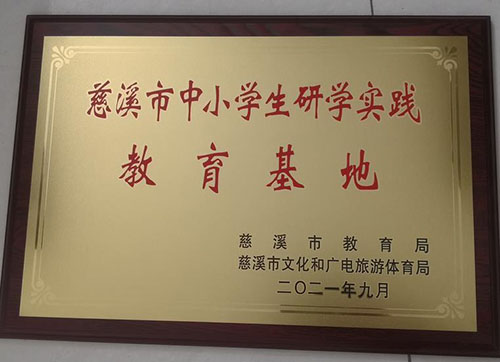 慈溪市中小学生研学实践
教育基地
慈溪市教育局
慈溪市文化和广电旅游体育局
二〇二一年九月